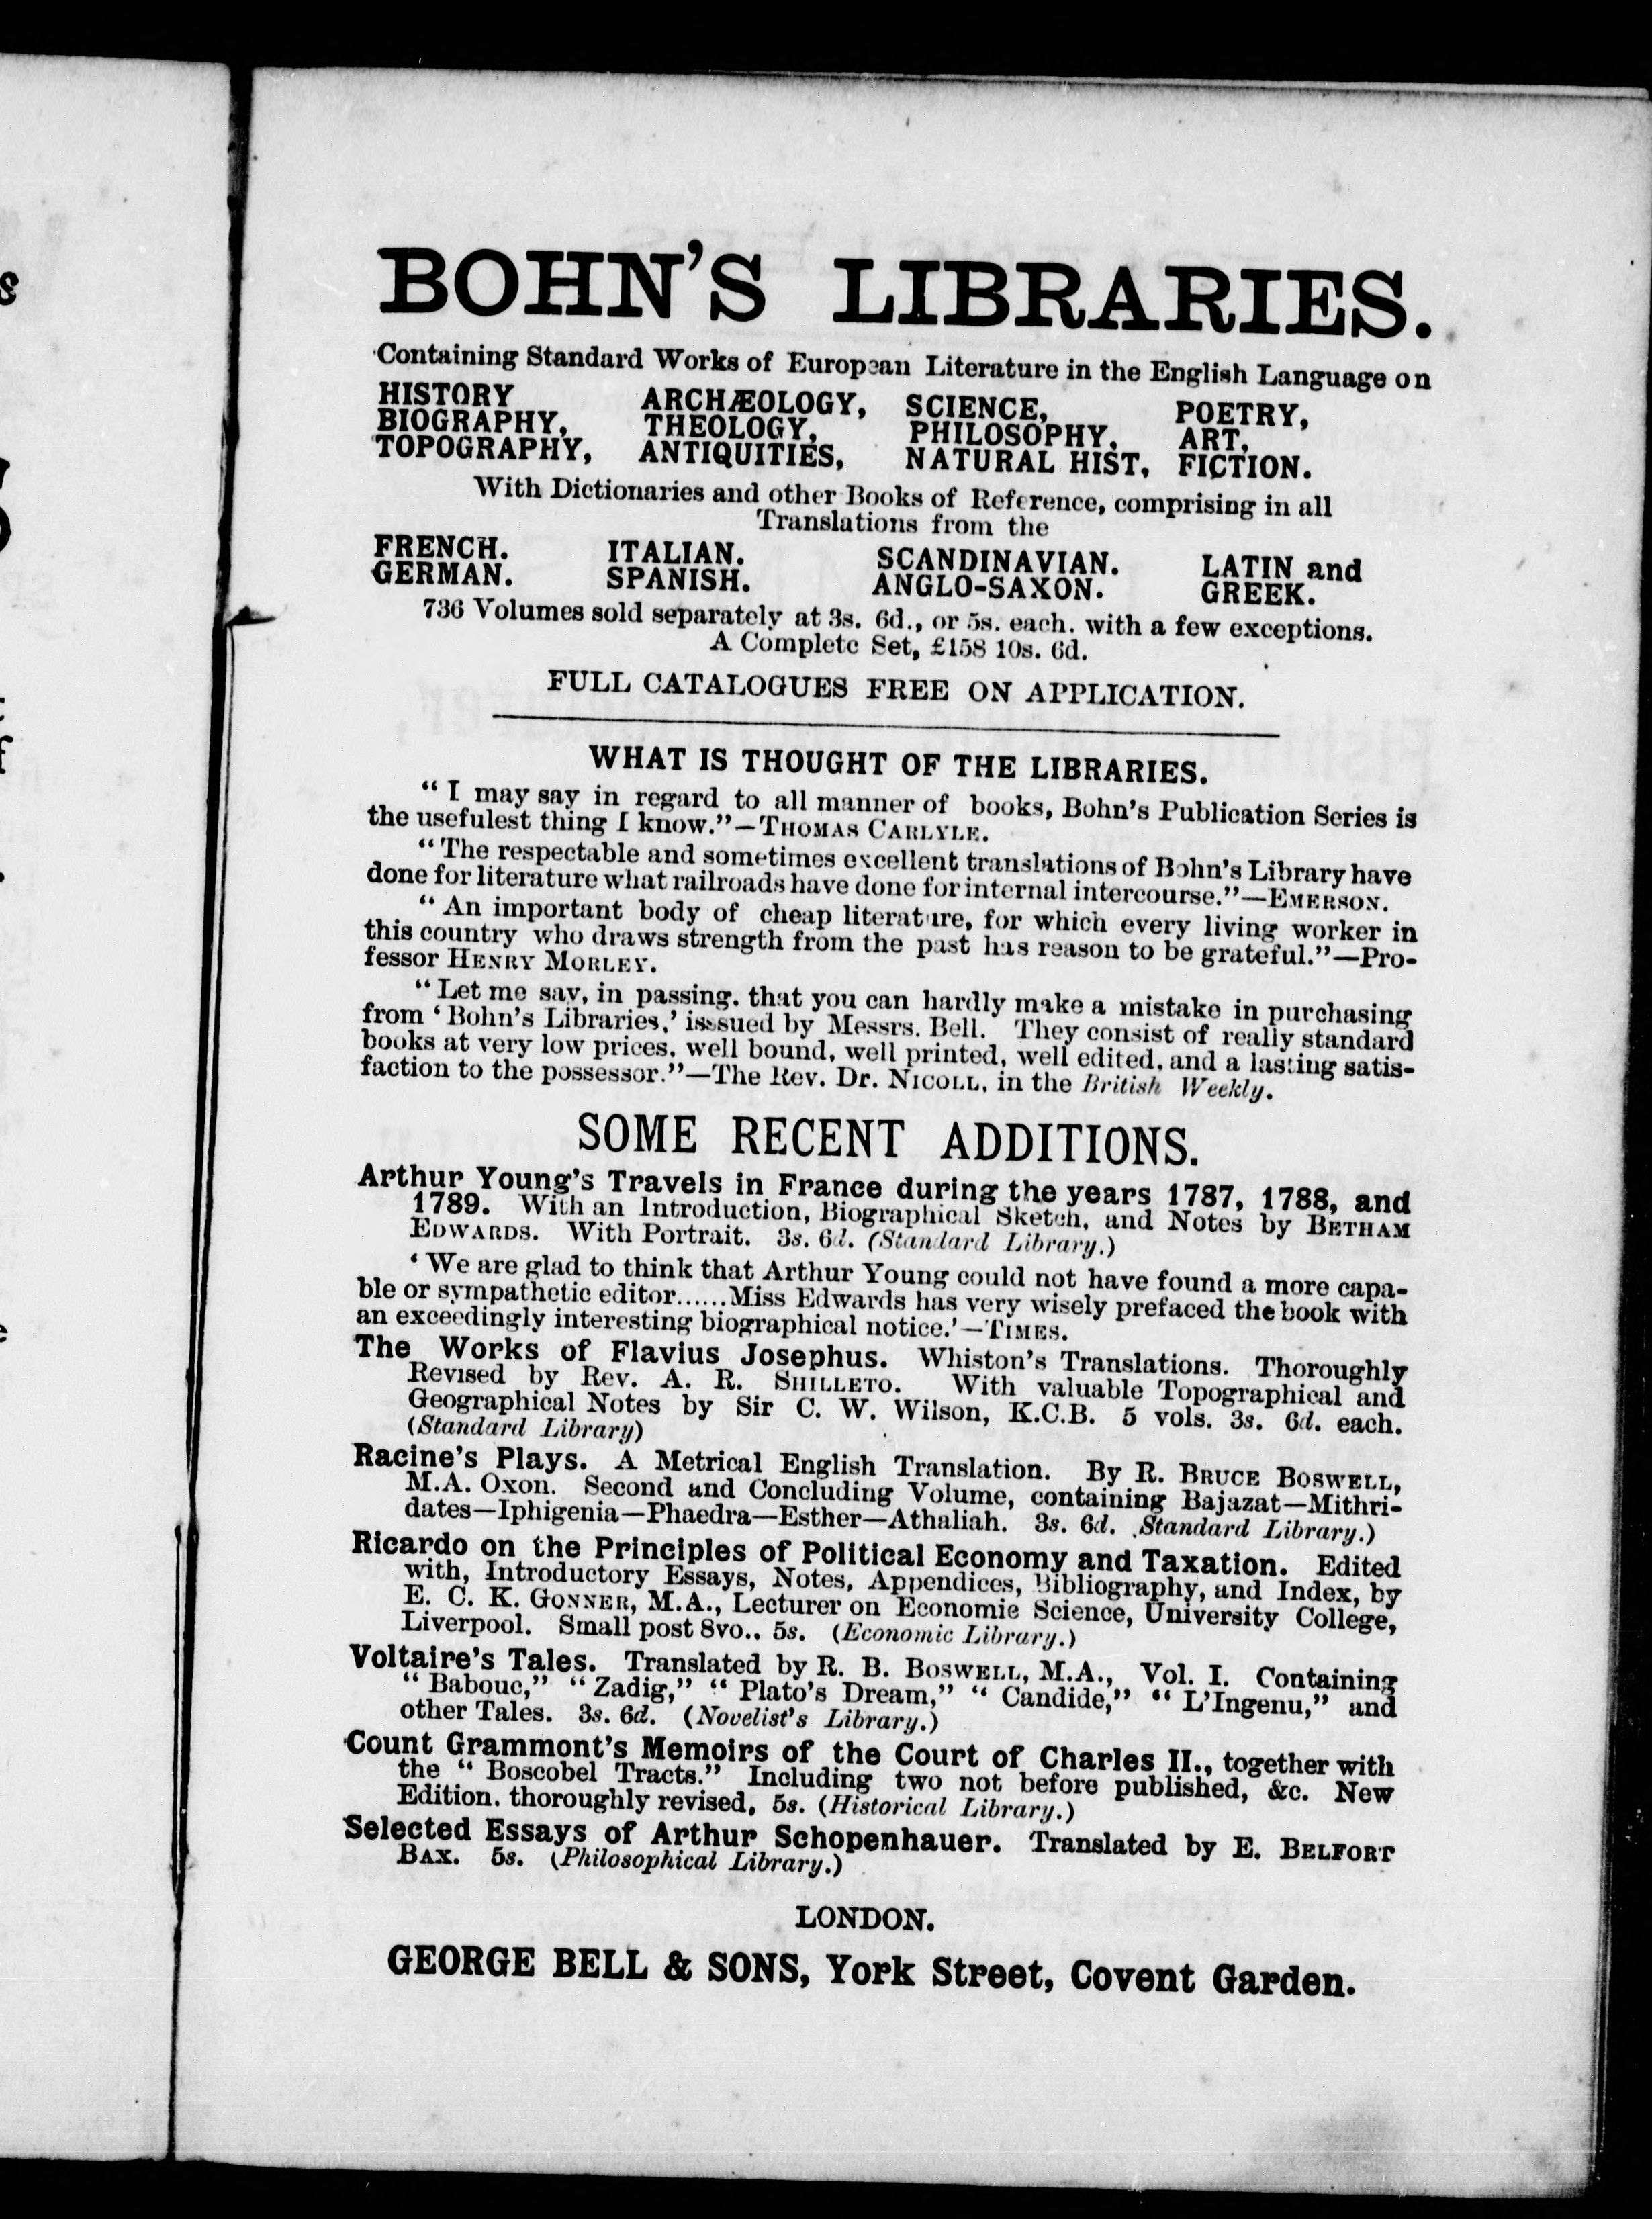 BOHN'S LIBRARIES.
Containing Standard Works of European Literature in the English Language on
HISTORY ARCHÆOLOGY, SCIENCE, POETRY,
BIOGRAPHY, THEOLOGY, PHILOSOPHY, ART,
TOPOGRAPHY, ANTIQUITIES, NATURAL HIST, FICTION.
With Dictionaries and other Books of Reference, comprising in all
Translations from the
FRENCH. ITALIAN. SCANDINAVIAN. LATIN and
GERMAN. SPANISH. ANGLO-SAXON. GREEK.
736 Volumes sold separately at 3s. 6d., or 5s. each. with a few exceptions.
A Complete Set, £158 10s. 6d.
FULL CATALOGUES FREE ON APPLICATION.
WHAT IS THOUGHT OF THE LIBRARIES.
"I may say in regard to all manner of books, Bohn's Publication Series is
the usefulest thing I know."—THOMAS CARLYLE.
"The respectable and sometimes excellent translations of Bohn's Library have
done for literature what railroads have done for internal intercourse."—EMERSON.
"An important body of cheap literature, for which every living worker in
this country who draws strength from the past has reason to be grateful."—Pro-
fessor HENRY MORLEY.
"Let me say, in passing. that you can hardly make a mistake in purchasing
from 'Bohn's Libraries,' isssued by Messrs. Bell. They consist of really standard
books at very low prices, well bound, well printed, well edited, and a lasting satis-
faction to the possessor."—The Rev. Dr. NICOLL, in the British Weekly.
SOME RECENT ADDITIONS.
Arthur Young's Travels in France during the years 1787, 1788, and
1789. With an Introduction, Biographical Sketch, and Notes by BETHAM
EDWARDS. With Portrait. 3s. 6d. (Standard Library.)
'We are glad to think that Arthur Young could not have found a more capa-
ble or sympathetic editor......Miss Edwards has very wisely prefaced the book with
an exceedingly interesting biographical notice.'—TIMES.
The Works of Flavius Josephus. Whiston's Translations. Thoroughly
Revised by Rev. A. R. SHILLETO. With valuable Topographical and
Geographical Notes by Sir C. W. Wilson, K.C.B. 5 vols. 3s. 6d. each.
(Standard Library)
Racine's Plays. A Metrical English Translation. By R. BRUCE BOSWELL,
M.A. Oxon. Second and Concluding Volume, containing Bajazat—Mithri-
dates—Iphigenia—Phaedra—Esther—Athaliah. 3s. 6d. Standard Library.)
Ricardo on the Principles of Political Economy and Taxation. Edited
with, Introductory Essays, Notes, Appendices, Bibliography, and Index, by
E. C. K. GONNER, M.A., Lecturer on Economic Science, University College,
Liverpool. Small post 8vo.. 5s. (Economic Library.)
Voltaire's Tales. Translated by R. B. BOSWELL, M.A., Vol. I. Containing
"Babouc," "Zadig," "Plato's Dream," "Candide," "L'Ingenu," and
other Tales. 3s. 6d. (Novelist's Library.)
Count Grammont's Memoirs of the Court of Charles II., together with
the "Boscobel Tracts." Including two not before published, &c. New
Edition. thoroughly revised, 5s. (Historical Library.)
Selected Essays of Arthur Schopenhauer. Translated by E. BELFORT
BAX. 5s. (Philosophical Library.)
LONDON.
GEORGE BELL & SONS, York Street, Covent Garden.